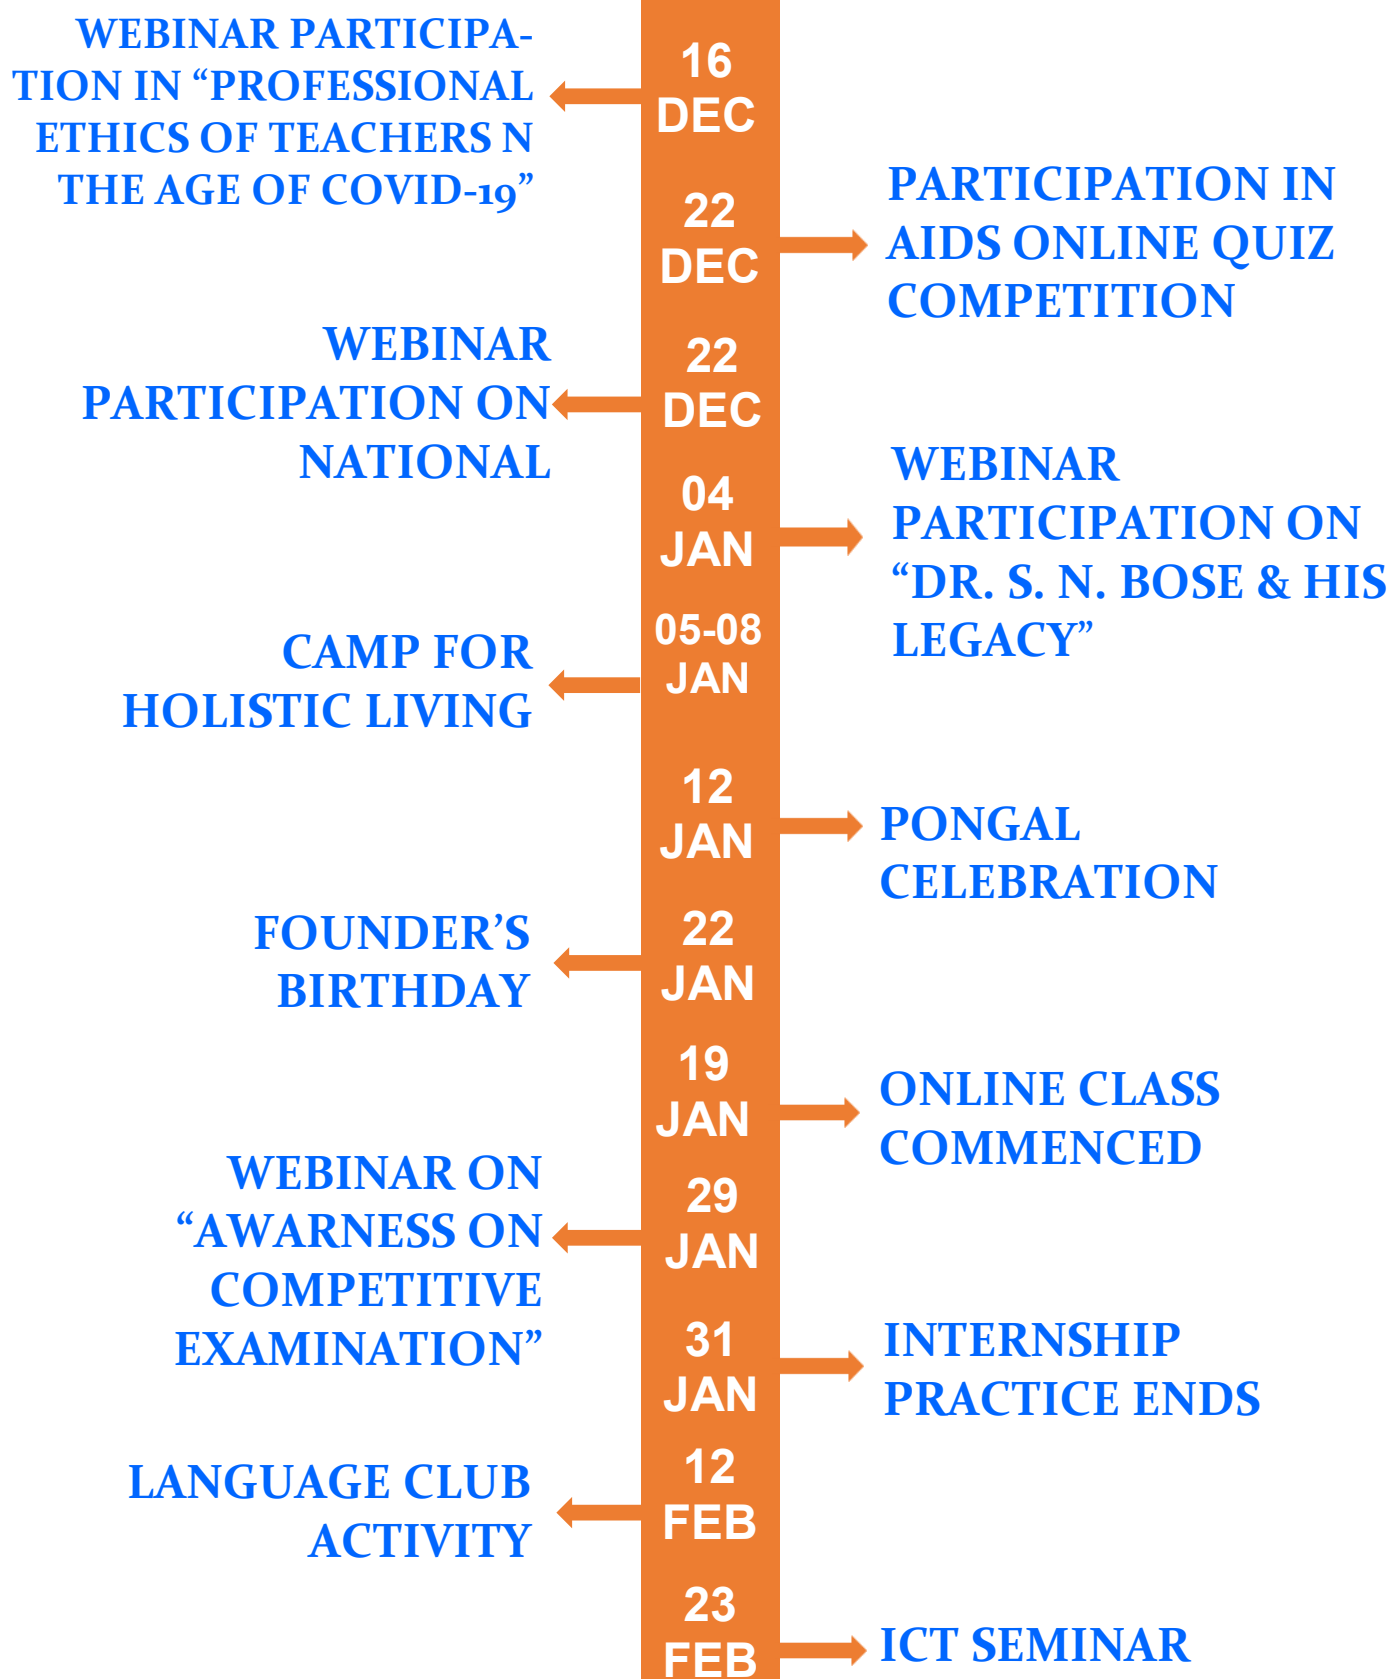 16
DEC
WEBINAR PARTICIPA-
TION IN “PROFESSIONAL
ETHICS OF TEACHERS N
THE AGE OF COVID-19”
22
DEC
PARTICIPATION IN
AIDS ONLINE QUIZ
COMPETITION
22
DEC
WEBINAR
PARTICIPATION ON
NATIONAL
04
JAN
WEBINAR
PARTICIPATION ON
“DR. S. N. BOSE & HIS
LEGACY”
05-08
JAN
CAMP FOR
HOLISTIC LIVING
12
JAN
PONGAL
CELEBRATION
22
JAN
FOUNDER’S
BIRTHDAY
19
JAN
ONLINE CLASS
COMMENCED
29
JAN
WEBINAR ON
“AWARNESS ON
COMPETITIVE
EXAMINATION”
31
JAN
INTERNSHIP
PRACTICE ENDS
12
FEB
LANGUAGE CLUB
ACTIVITY
23
FEB
ICT SEMINAR